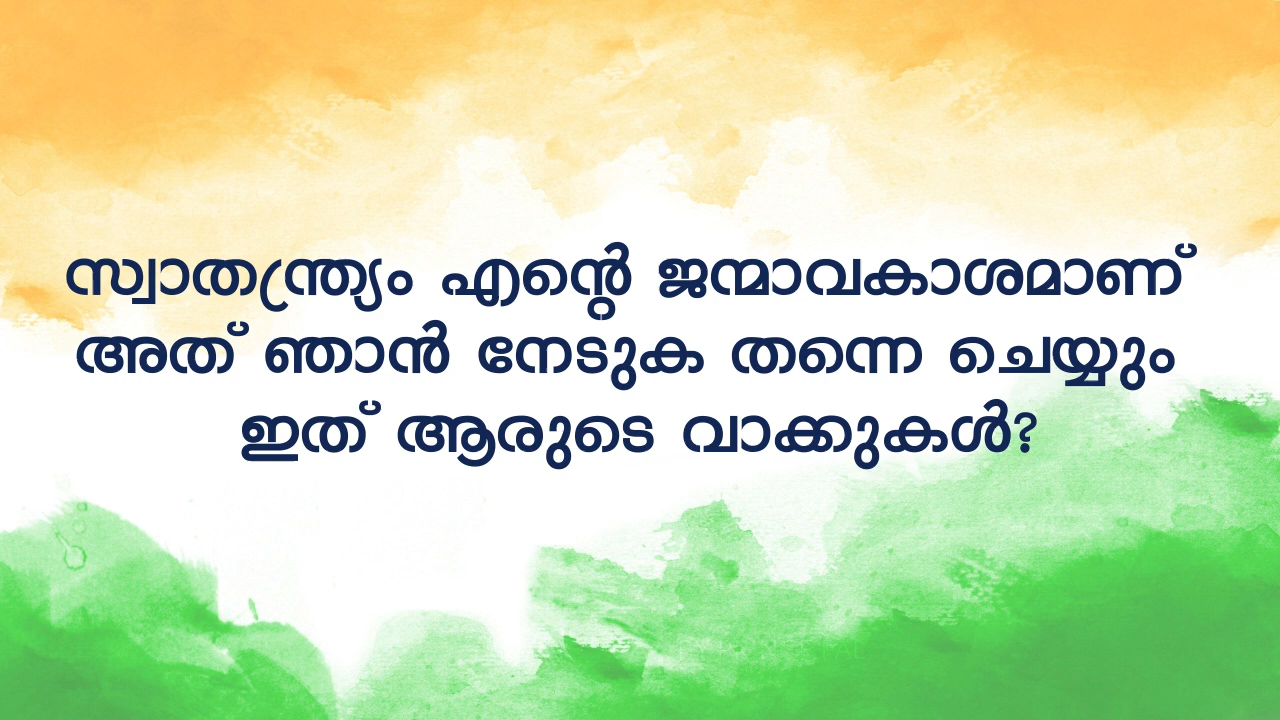 സ്വാതന്ത്ര്യം എന്റെ ജന്മാവകാശമാണ്
അത് ഞാൻ നേടുക തന്നെ ചെയ്യും
ഇത് ആരുടെ വാക്കുകൾ?